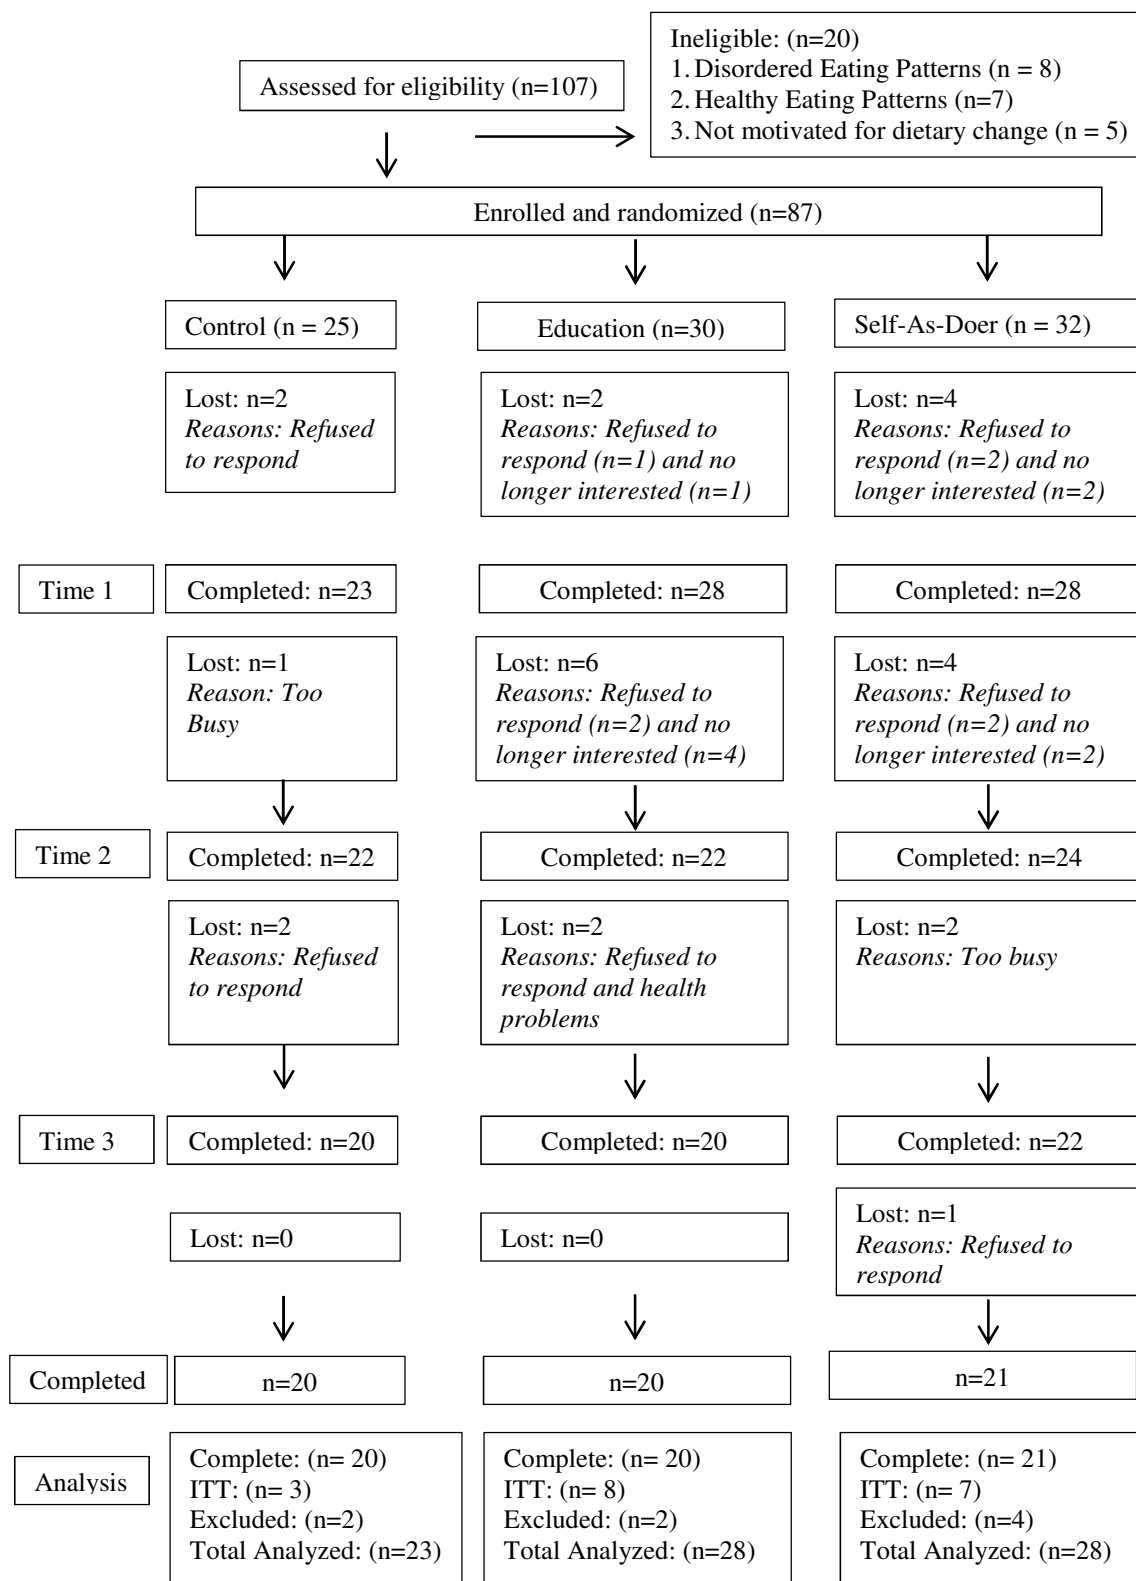 Assessed for eligibility (n=107)
Ineligible: (n=20)
1. Disordered Eating Patterns (n = 8)
2. Healthy Eating Patterns (n=7)
3. Not motivated for dietary change (n = 5)
Enrolled and randomized (n=87)
Control (n = 25)
Education (n=30)
Self-As-Doer (n = 32)
Lost: n=2
Reasons: Refused
to respond
Lost: n=2
Reasons: Refused to
respond (n=1) and no
longer interested (n=1)
Lost: n=4
Reasons: Refused to
respond (n=2) and no
longer interested (n=2)
Time 1
Completed: n=23
Completed: n=28
Completed: n=28
Lost: n=1
Reason: Too
Busy
Lost: n=6
Reasons: Refused to
respond (n=2) and no
longer interested (n=4)
Lost: n=4
Reasons: Refused to
respond (n=2) and no
longer interested (n=2)
Time 2
Completed: n=22
Completed: n=22
Completed: n=24
Lost: n=2
Reasons: Refused
to respond
Lost: n=2
Reasons: Refused to
respond and health
problems
Lost: n=2
Reasons: Too busy
Time 3
Completed: n=20
Completed: n=20
Completed: n=22
Lost: n=0
Lost: n=0
Lost: n=1
Reasons: Refused to
respond
Completed
n=20
n=20
n=21
Analysis
Complete: (n= 20)
ITT: (n= 3)
Excluded: (n=2)
Total Analyzed: (n=23)
Complete: (n= 20)
ITT: (n= 8)
Excluded: (n=2)
Total Analyzed: (n=28)
Complete: (n= 21)
ITT: (n= 7)
Excluded: (n=4)
Total Analyzed: (n=28)